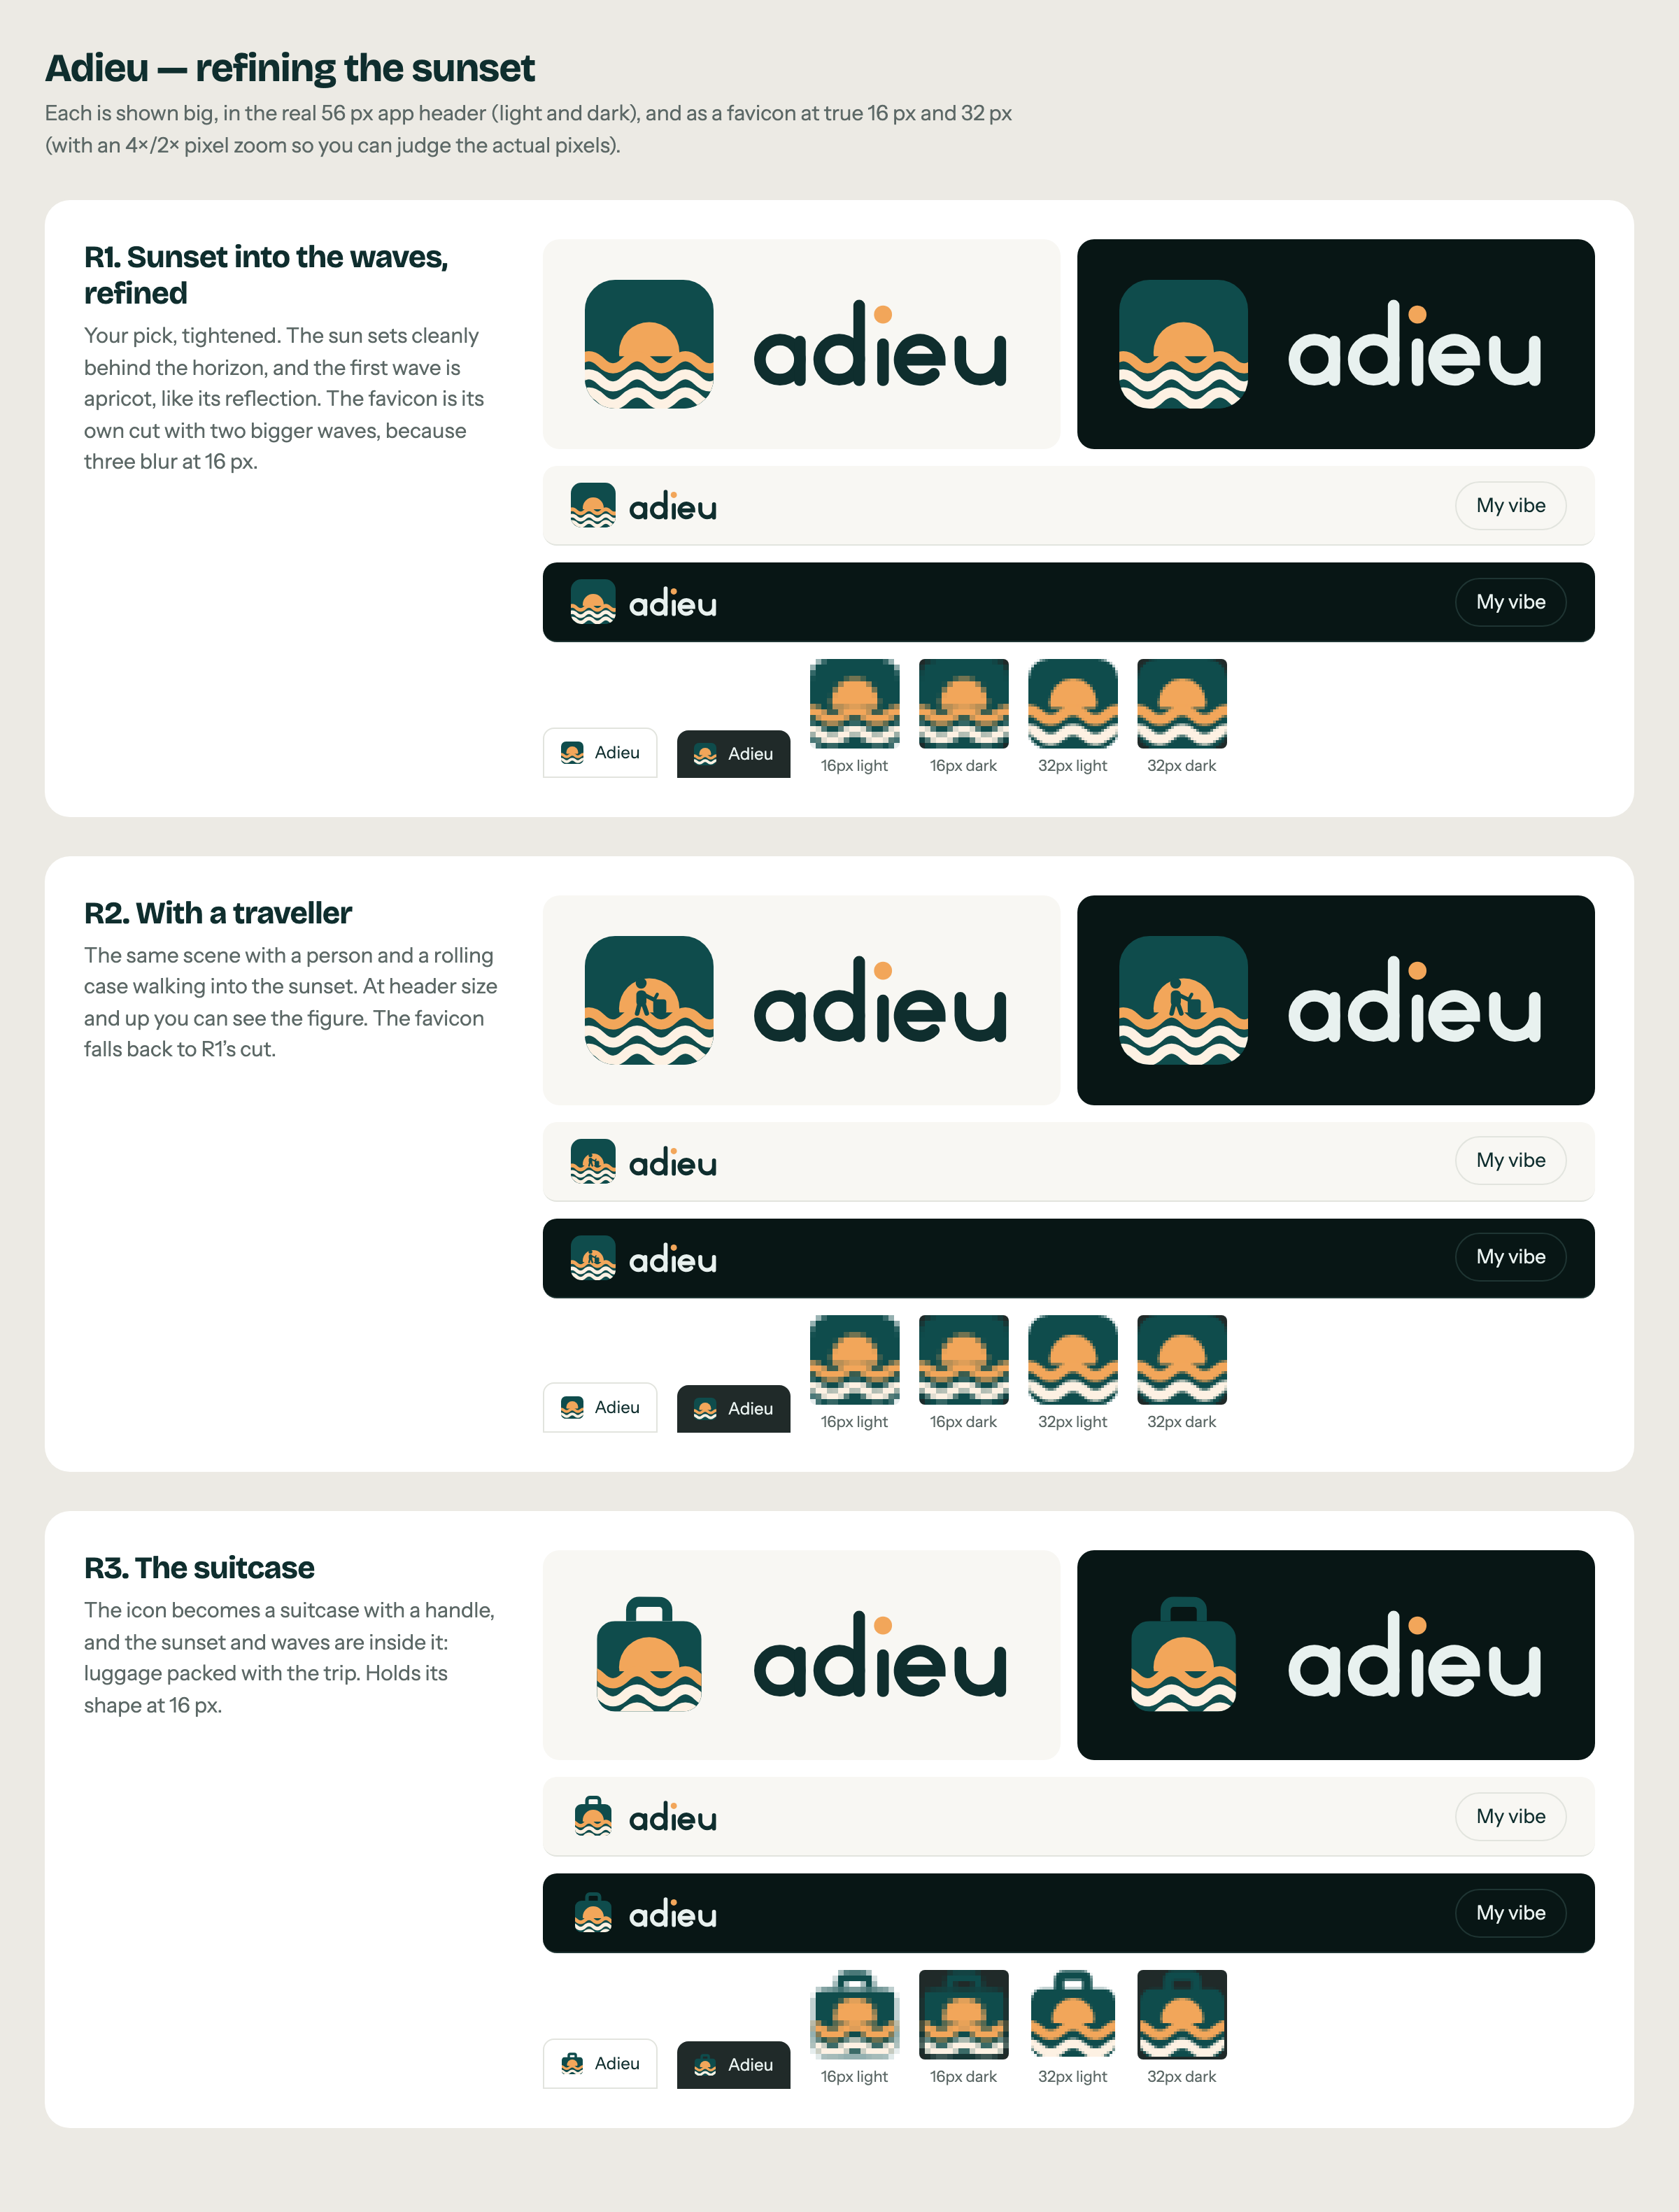 Adieu — refining the sunset
Each is shown big, in the real 56 px app header (light and dark), and as a favicon at true 16 px and 32 px
(with an 4×/2× pixel zoom so you can judge the actual pixels).
R1. Sunset into the waves,
refined
Your pick, tightened. The sun sets cleanly
behind the horizon, and the first wave is
apricot, like its reflection. The favicon is its
own cut with two bigger waves, because
three blur at 16 px.
adieu
adieu
adieu
My vibe
adieu
My vibe
Adieu
Adieu
16px light
16px dark
32px light
32px dark
R2. With a traveller
The same scene with a person and a rolling
case walking into the sunset. At header size
and up you can see the figure. The favicon
falls back to R1’s cut.
adieu
adieu
adieu
My vibe
adieu
My vibe
Adieu
Adieu
16px light
16px dark
32px light
32px dark
R3. The suitcase
The icon becomes a suitcase with a handle,
and the sunset and waves are inside it:
luggage packed with the trip. Holds its
shape at 16 px.
adieu
adieu
adieu
My vibe
adieu
My vibe
Adieu
Adieu
16px light
16px dark
32px light
32px dark